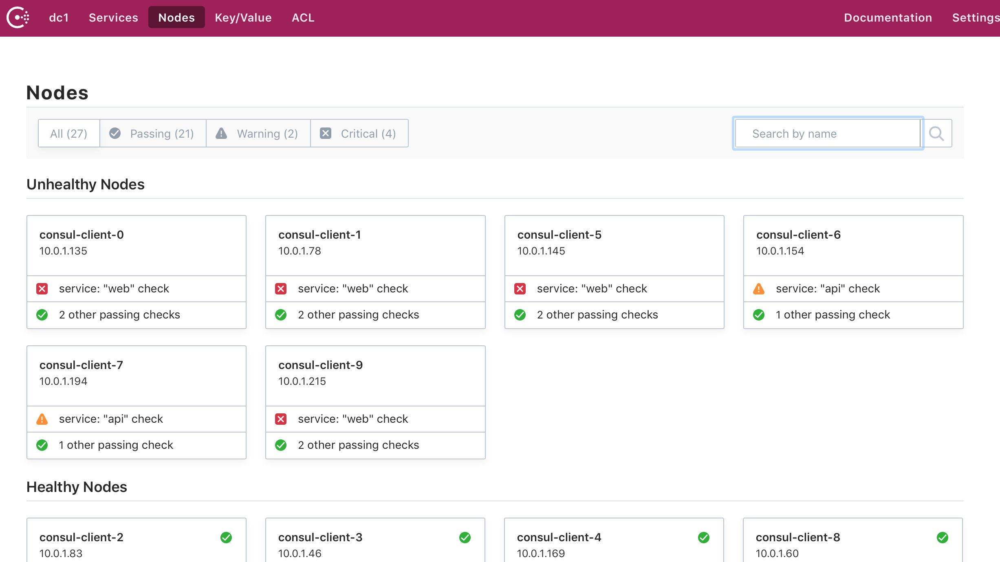 dc1 Services Nodes Key/Value ACL Documentation Settings
Nodes
All (27) Passing (21) Warning (2) Critical (4) Search by name
Unhealthy Nodes
consul-client-0
10.0.1.135
service: "web" check
2 other passing checks
consul-client-1
10.0.1.78
service: "web" check
2 other passing checks
consul-client-5
10.0.1.145
service: "web" check
2 other passing checks
consul-client-6
10.0.1.154
service: "api" check
1 other passing check
consul-client-7
10.0.1.194
service: "api" check
1 other passing check
consul-client-9
10.0.1.215
service: "web" check
2 other passing checks
Healthy Nodes
consul-client-2
10.0.1.83
consul-client-3
10.0.1.46
consul-client-4
10.0.1.169
consul-client-8
10.0.1.60